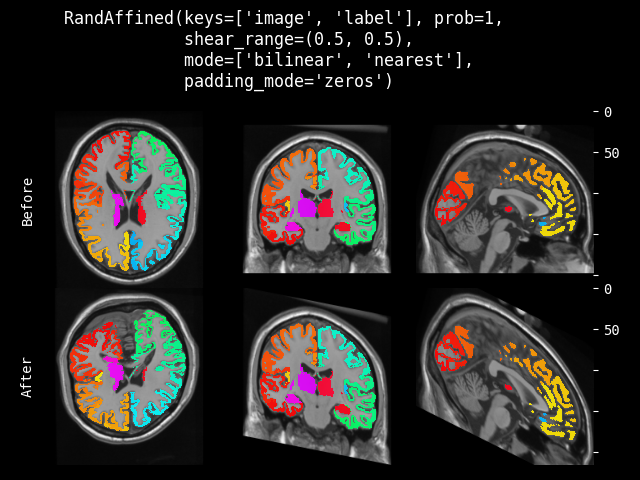 RandAffined(keys=['image', 'label'], prob=1,
shear_range=(0.5, 0.5),
mode=['bilinear', 'nearest'],
padding_mode='zeros')
0
50
Before
0
50
After